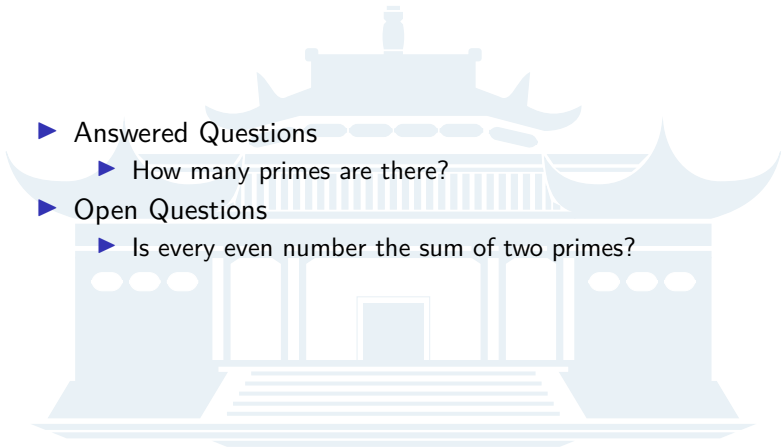 Answered Questions
How many primes are there?
Open Questions
Is every even number the sum of two primes?